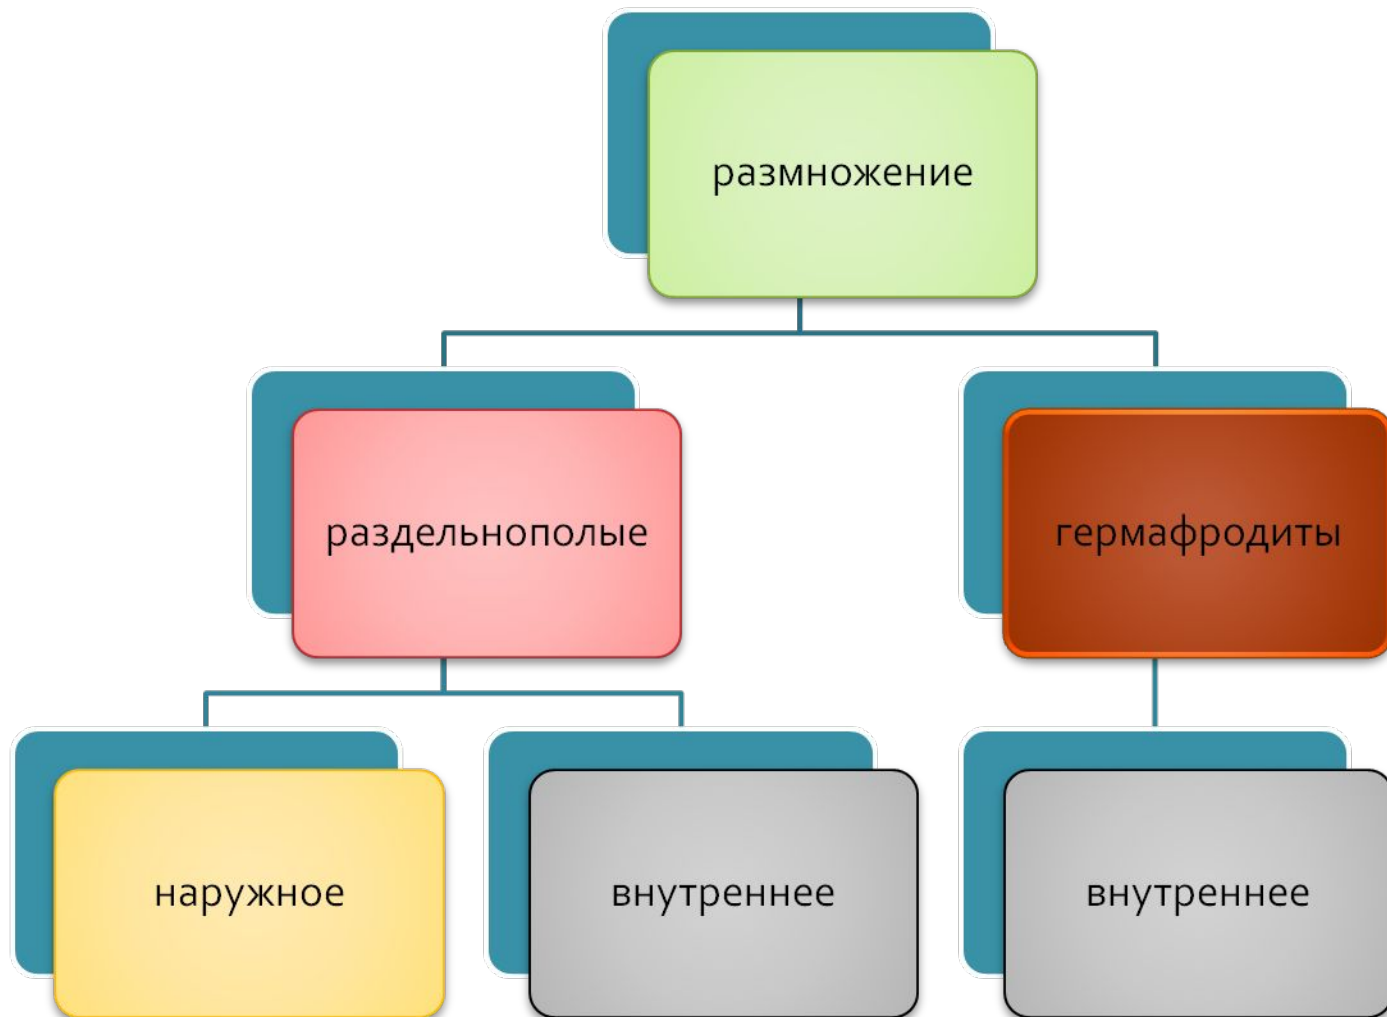 размножение
раздельнополые
гермафродиты
наружное
внутреннее
внутреннее